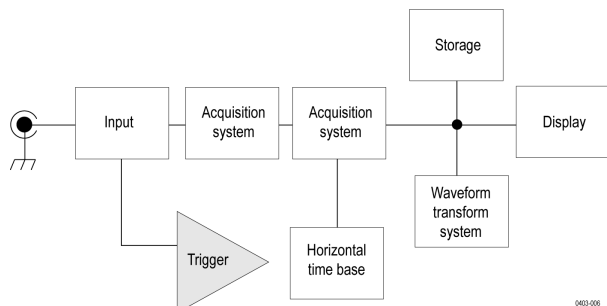 Storage
Input
Acquisition
system
Acquisition
system
Display
Waveform
transform
system
Trigger
Horizontal
time base
0403-006